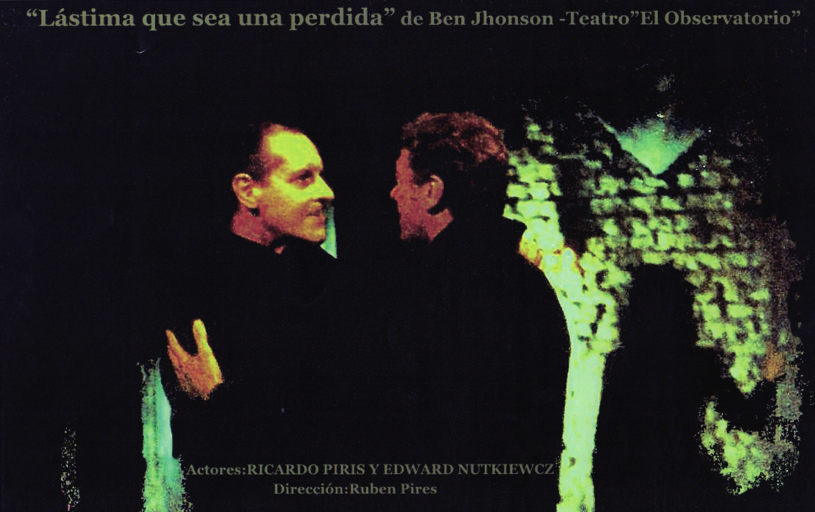 “Lástima que sea una perdida” de Ben Jhonson -Teatro”El Observatorio”
Actores:RICARDO PIRIS Y EDWARD NUTKIEWCZ
Dirección:Ruben Pires